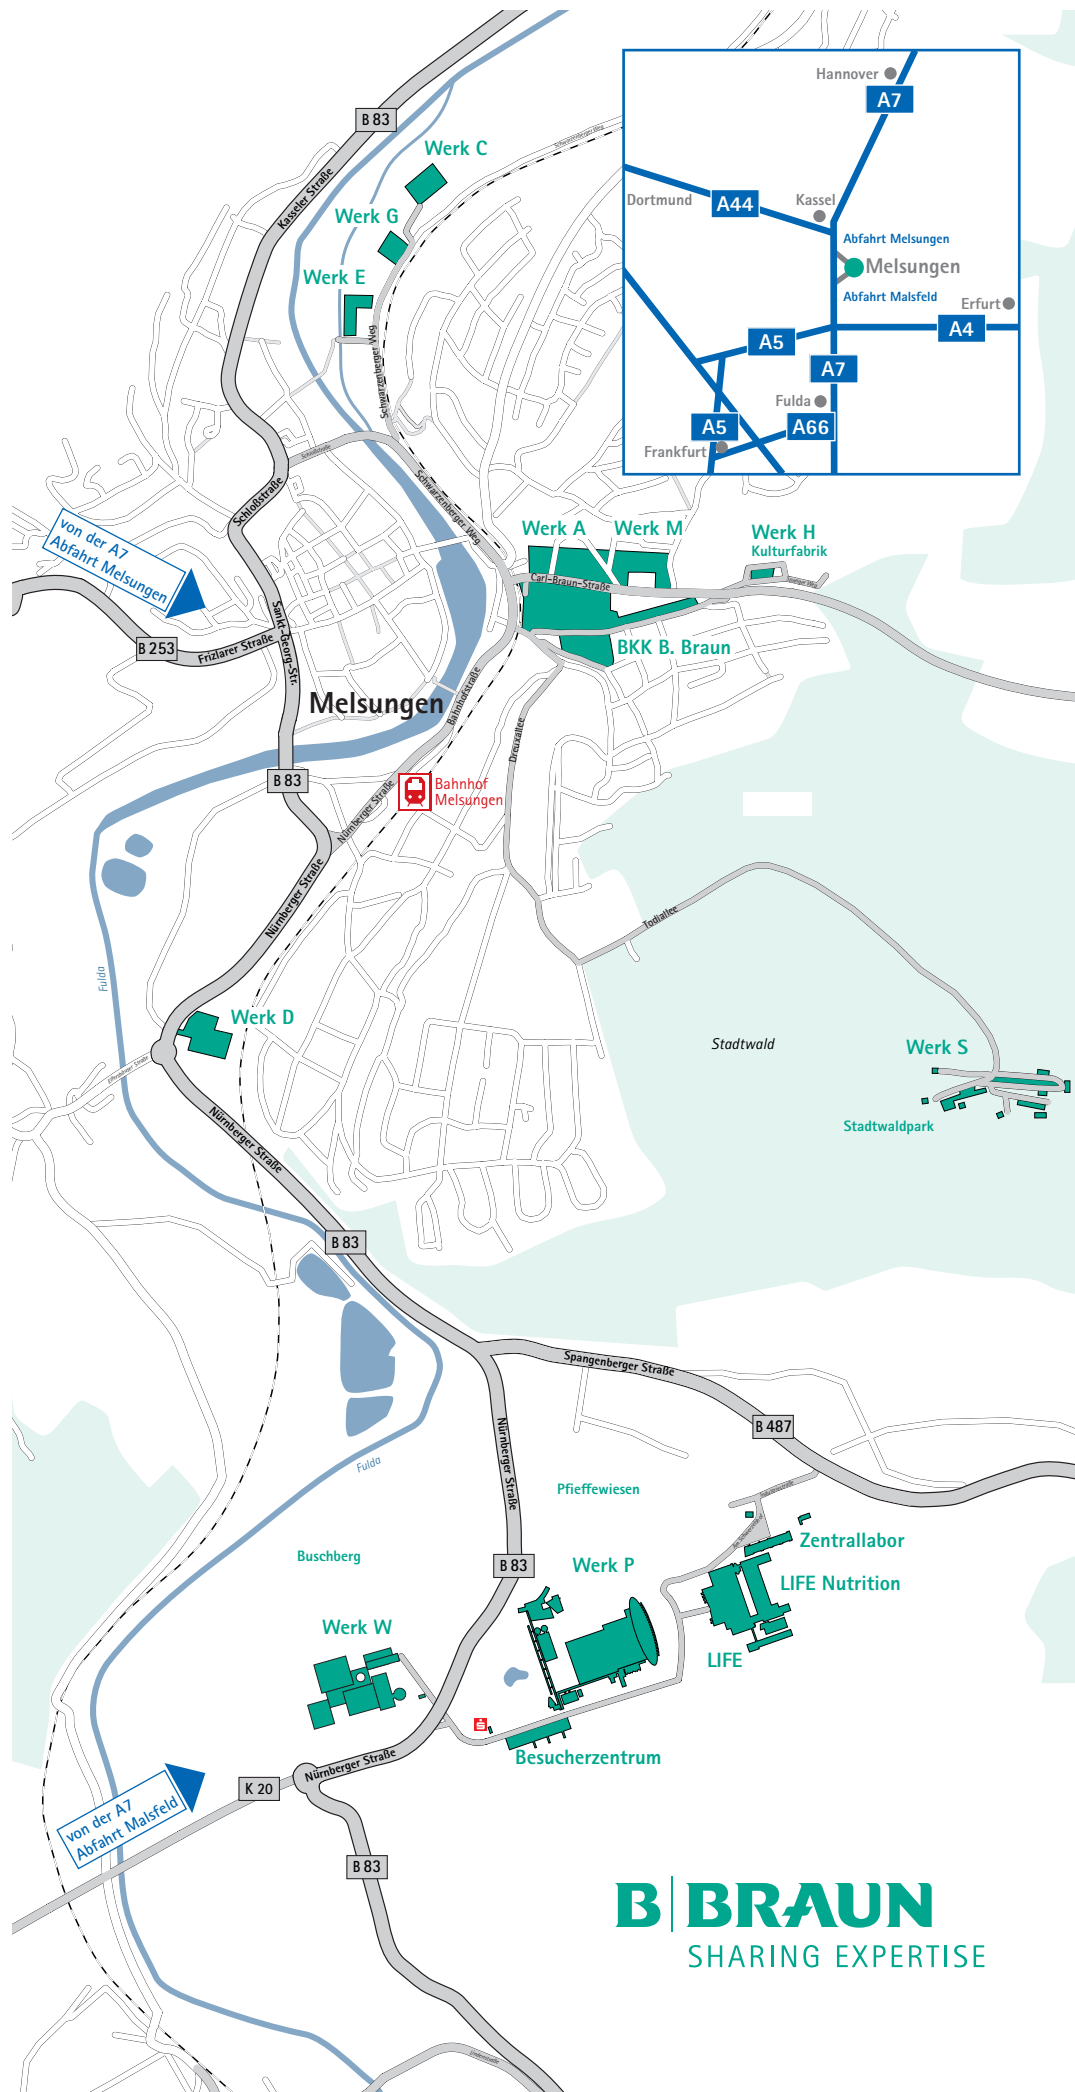 B 83
Schwarzenberger Weg
Werk C
Kasseler Straße
Werk G
Werk E
Schwarzenberger Weg
Hannover
A7
Dortmund
A44
Kassel
Abfahrt Melsungen
Melsungen
Abfahrt Malsfeld
Erfurt
A5
A4
A7
Fulda
A5
A66
Frankfurt
Schloßstraße
Schloßstraße
Schwarzenberger Weg
von der A7
Abfahrt Melsungen
Werk A
Werk M
Werk H
Kulturfabrik
Carl-Braun-Straße
B 253
Frizlarer Straße
Sankt-Georg-Str.
BKK B. Braun
Melsungen
Bahnhofstraße
Dreuxallee
B 83
Bahnhof
Melsungen
Nürnberger Straße
Nürnberger Straße
Todiallee
Fulda
Werk D
Stadtwald
Werk S
Stadtwaldpark
Nürnberger Straße
B 83
Spangenberger Straße
B 487
Nürnberger Straße
Fulda
Pfieffewiesen
Buschberg
B 83
Werk P
Zentrallabor
LIFE Nutrition
Werk W
LIFE
Besucherzentrum
Nürnberger Straße
K 20
von der A7
Abfahrt Malsfeld
B 83
B BRAUN
SHARING EXPERTISE